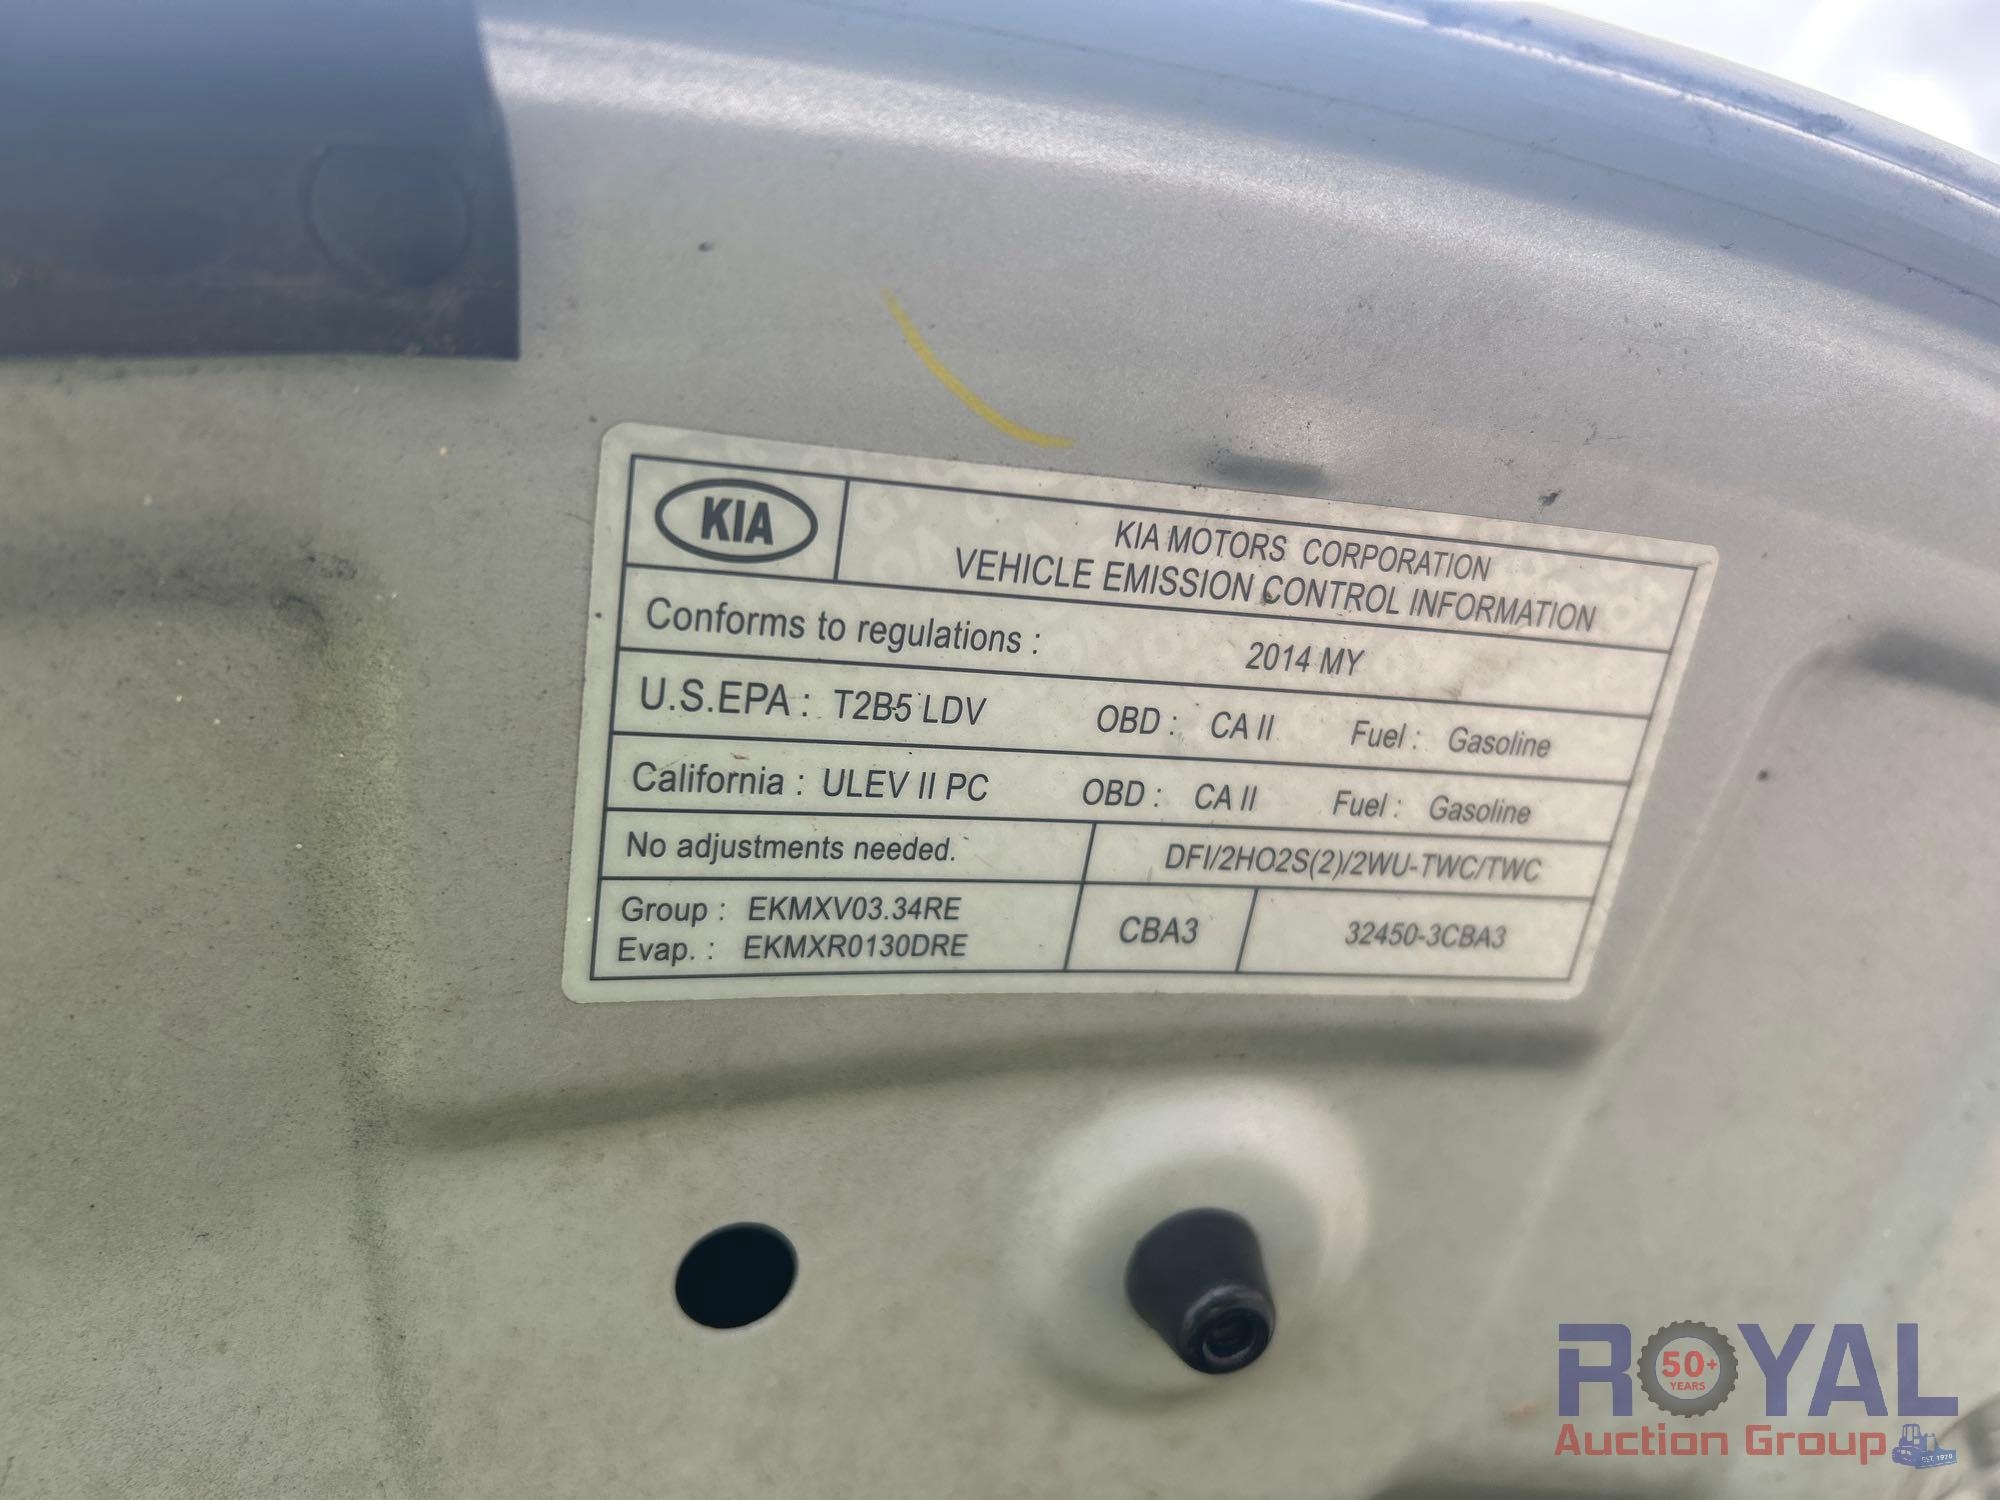 KIA
KIA MOTORS CORPORATION
VEHICLE EMISSION CONTROL INFORMATION
Conforms to regulations : 2014 MY
U.S.EPA : T2B5 LDV OBD : CA II Fuel : Gasoline
California : ULEV II PC OBD : CA II Fuel : Gasoline
No adjustments needed. DFI/2HO2S(2)/2WU-TWC/TWC
Group : EKMXV03.34RE
Evap. : EKMXR0130DRE
CBA3 32450-3CBA3
ROYAL
50+
YEARS
Auction Group
EST. 1970